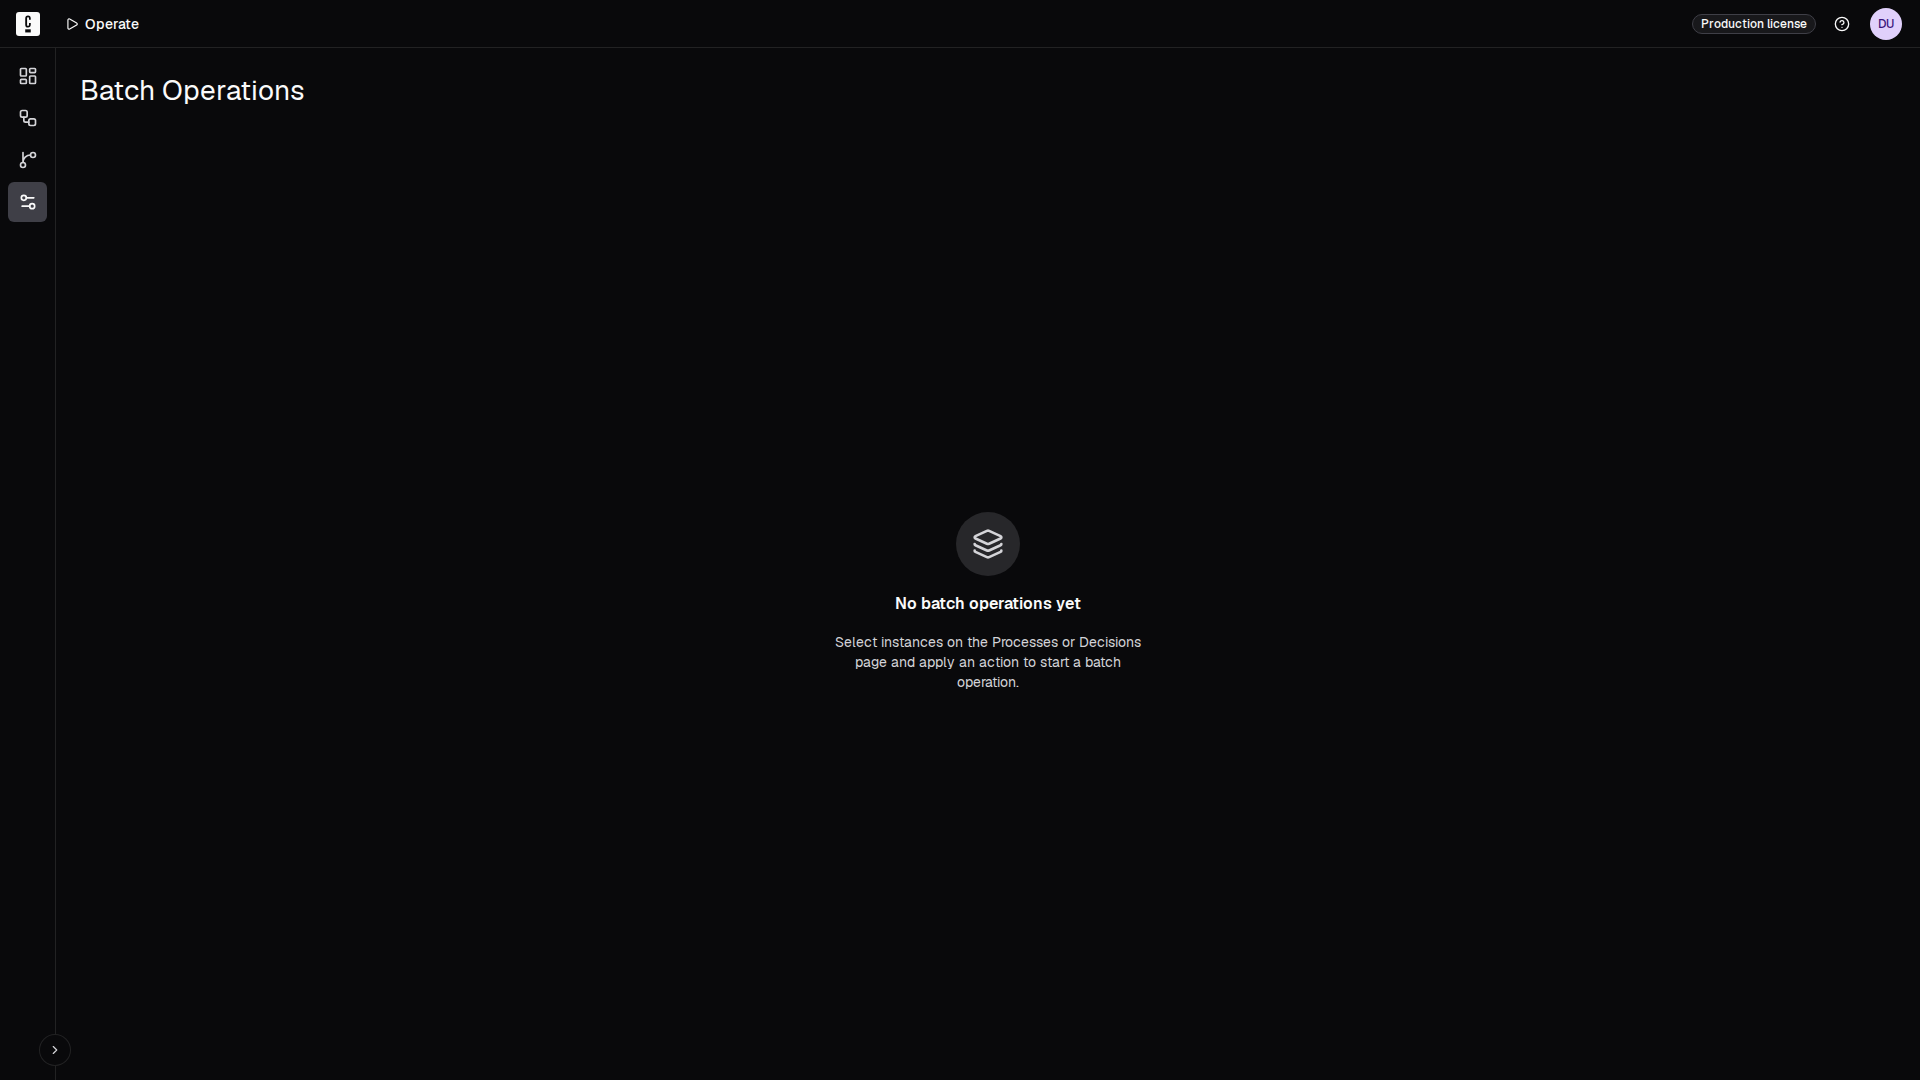 Operate
Production license
DU
Batch Operations
No batch operations yet
Select instances on the Processes or Decisions
page and apply an action to start a batch
operation.